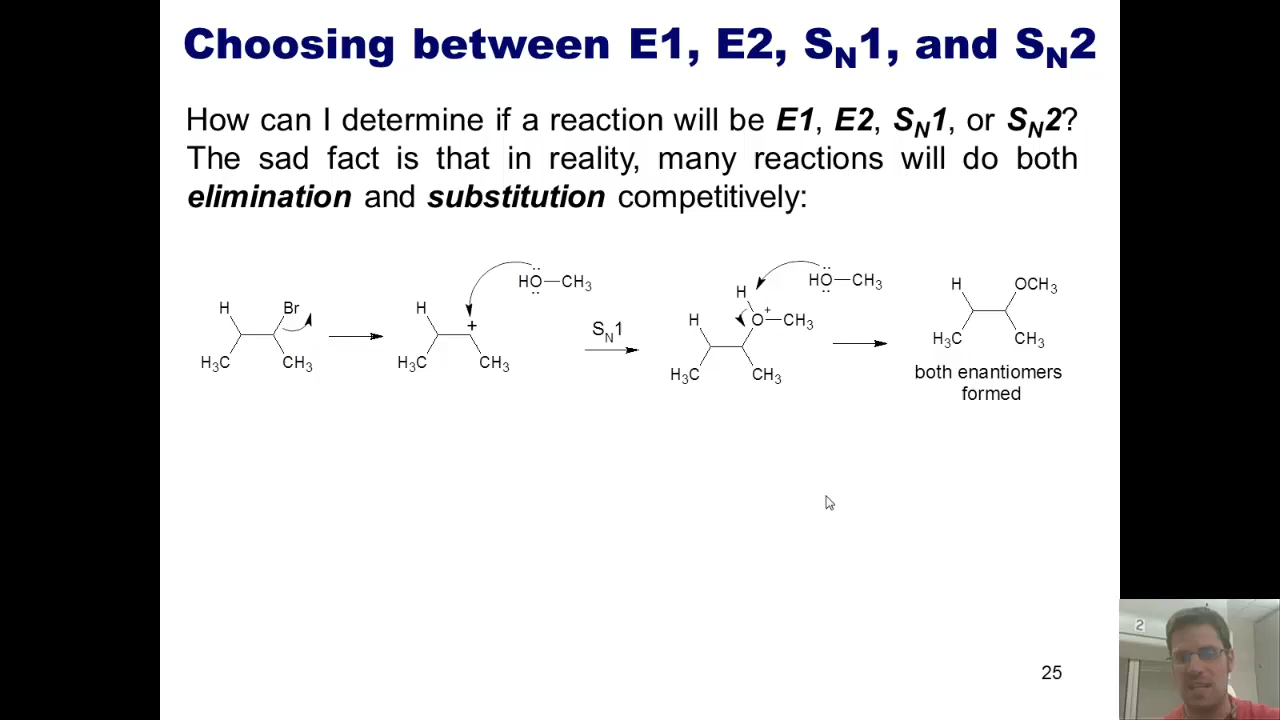 Choosing between E1, E2, SN1, and SN2
How can I determine if a reaction will be E1, E2, SN1, or SN2?
The sad fact is that in reality, many reactions will do both
elimination and substitution competitively:
H Br
H3C CH3
H +
H3C CH3
HO—CH3
SN1
H
H O+—CH3
H3C CH3
HO—CH3
H OCH3
H3C CH3
both enantiomers
formed
25
2